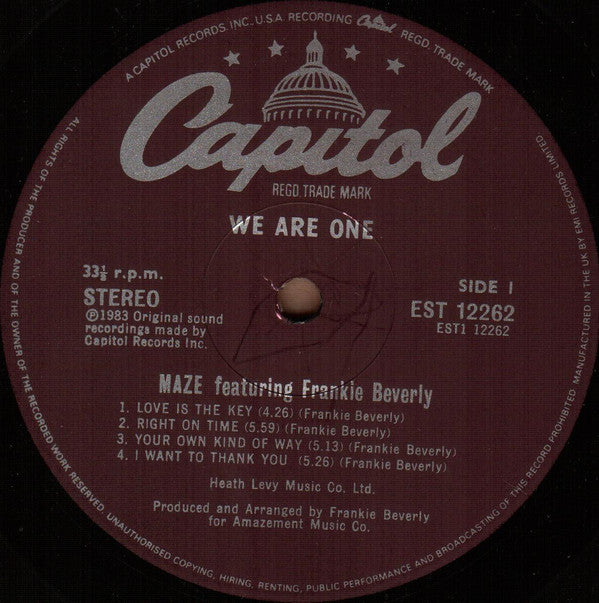 A CAPITOL RECORDS INC. U.S.A. RECORDING Capitol REGD. TRADE MARK
Capitol
REGD. TRADE MARK
WE ARE ONE
33⅓ r.p.m.
STEREO
℗1983 Original sound
recordings made by
Capitol Records Inc.
SIDE I
EST 12262
EST1 12262
MAZE featuring Frankie Beverly
1. LOVE IS THE KEY (4.26) (Frankie Beverly)
2. RIGHT ON TIME (5.59) (Frankie Beverly)
3. YOUR OWN KIND OF WAY (5.13) (Frankie Beverly)
4. I WANT TO THANK YOU (5.26) (Frankie Beverly)
Heath Levy Music Co. Ltd.
Produced and Arranged by Frankie Beverly
for Amazement Music Co.
ALL RIGHTS OF THE PRODUCER AND OF THE OWNER OF THE RECORDED WORK RESERVED. UNAUTHORISED COPYING, HIRING, RENTING, PUBLIC PERFORMANCE AND BROADCASTING OF THIS RECORD PROHIBITED. MANUFACTURED IN THE UK BY EMI RECORDS LIMITED